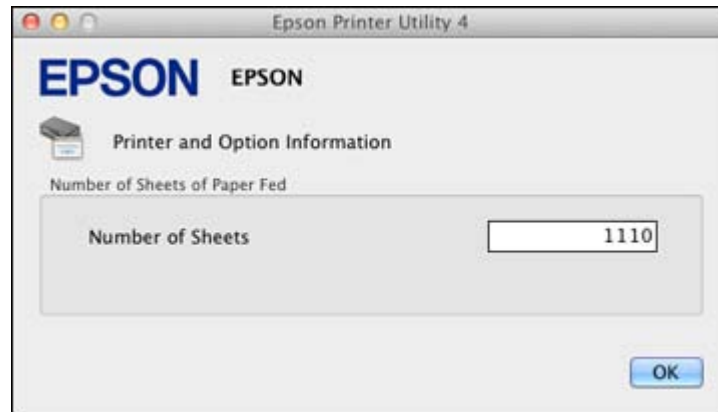 Epson Printer Utility 4
EPSON EPSON
Printer and Option Information
Number of Sheets of Paper Fed
Number of Sheets 1110
OK